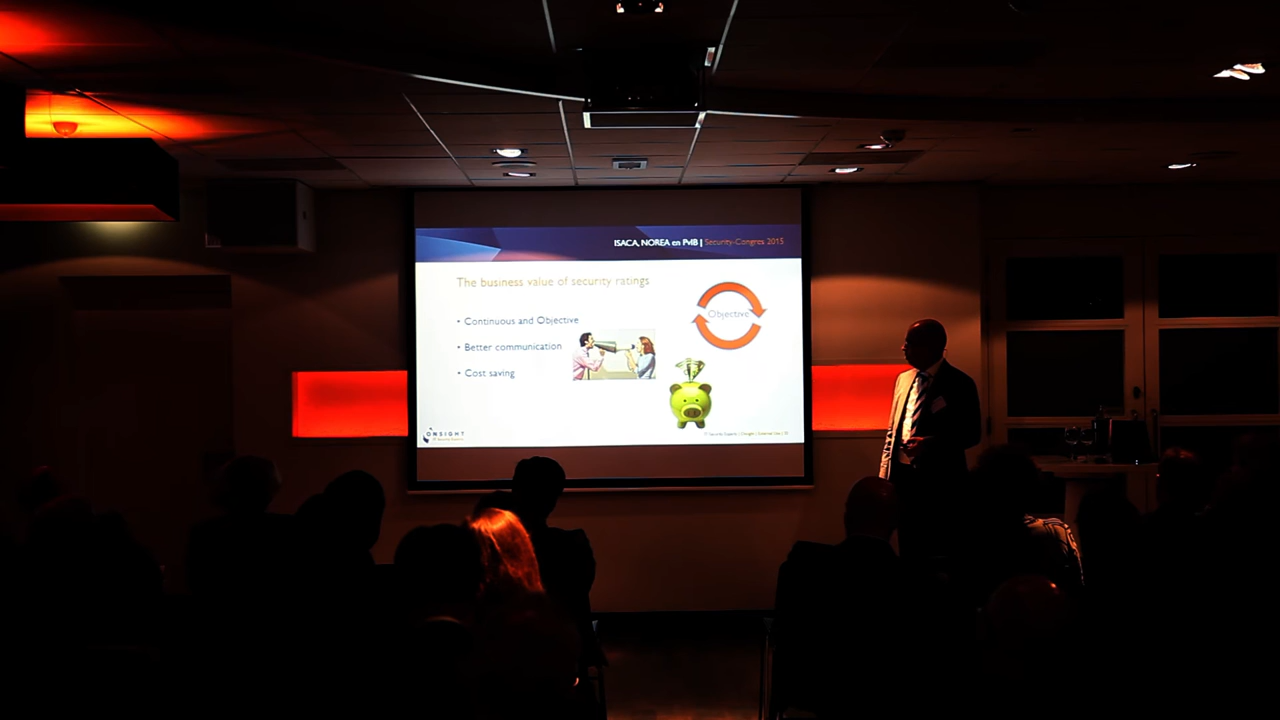 ISACA, NOREA en PvIB | Security-Congres 2015
The business value of security ratings
• Continuous and Objective
Objective
• Better communication
• Cost saving
ONSIGHT